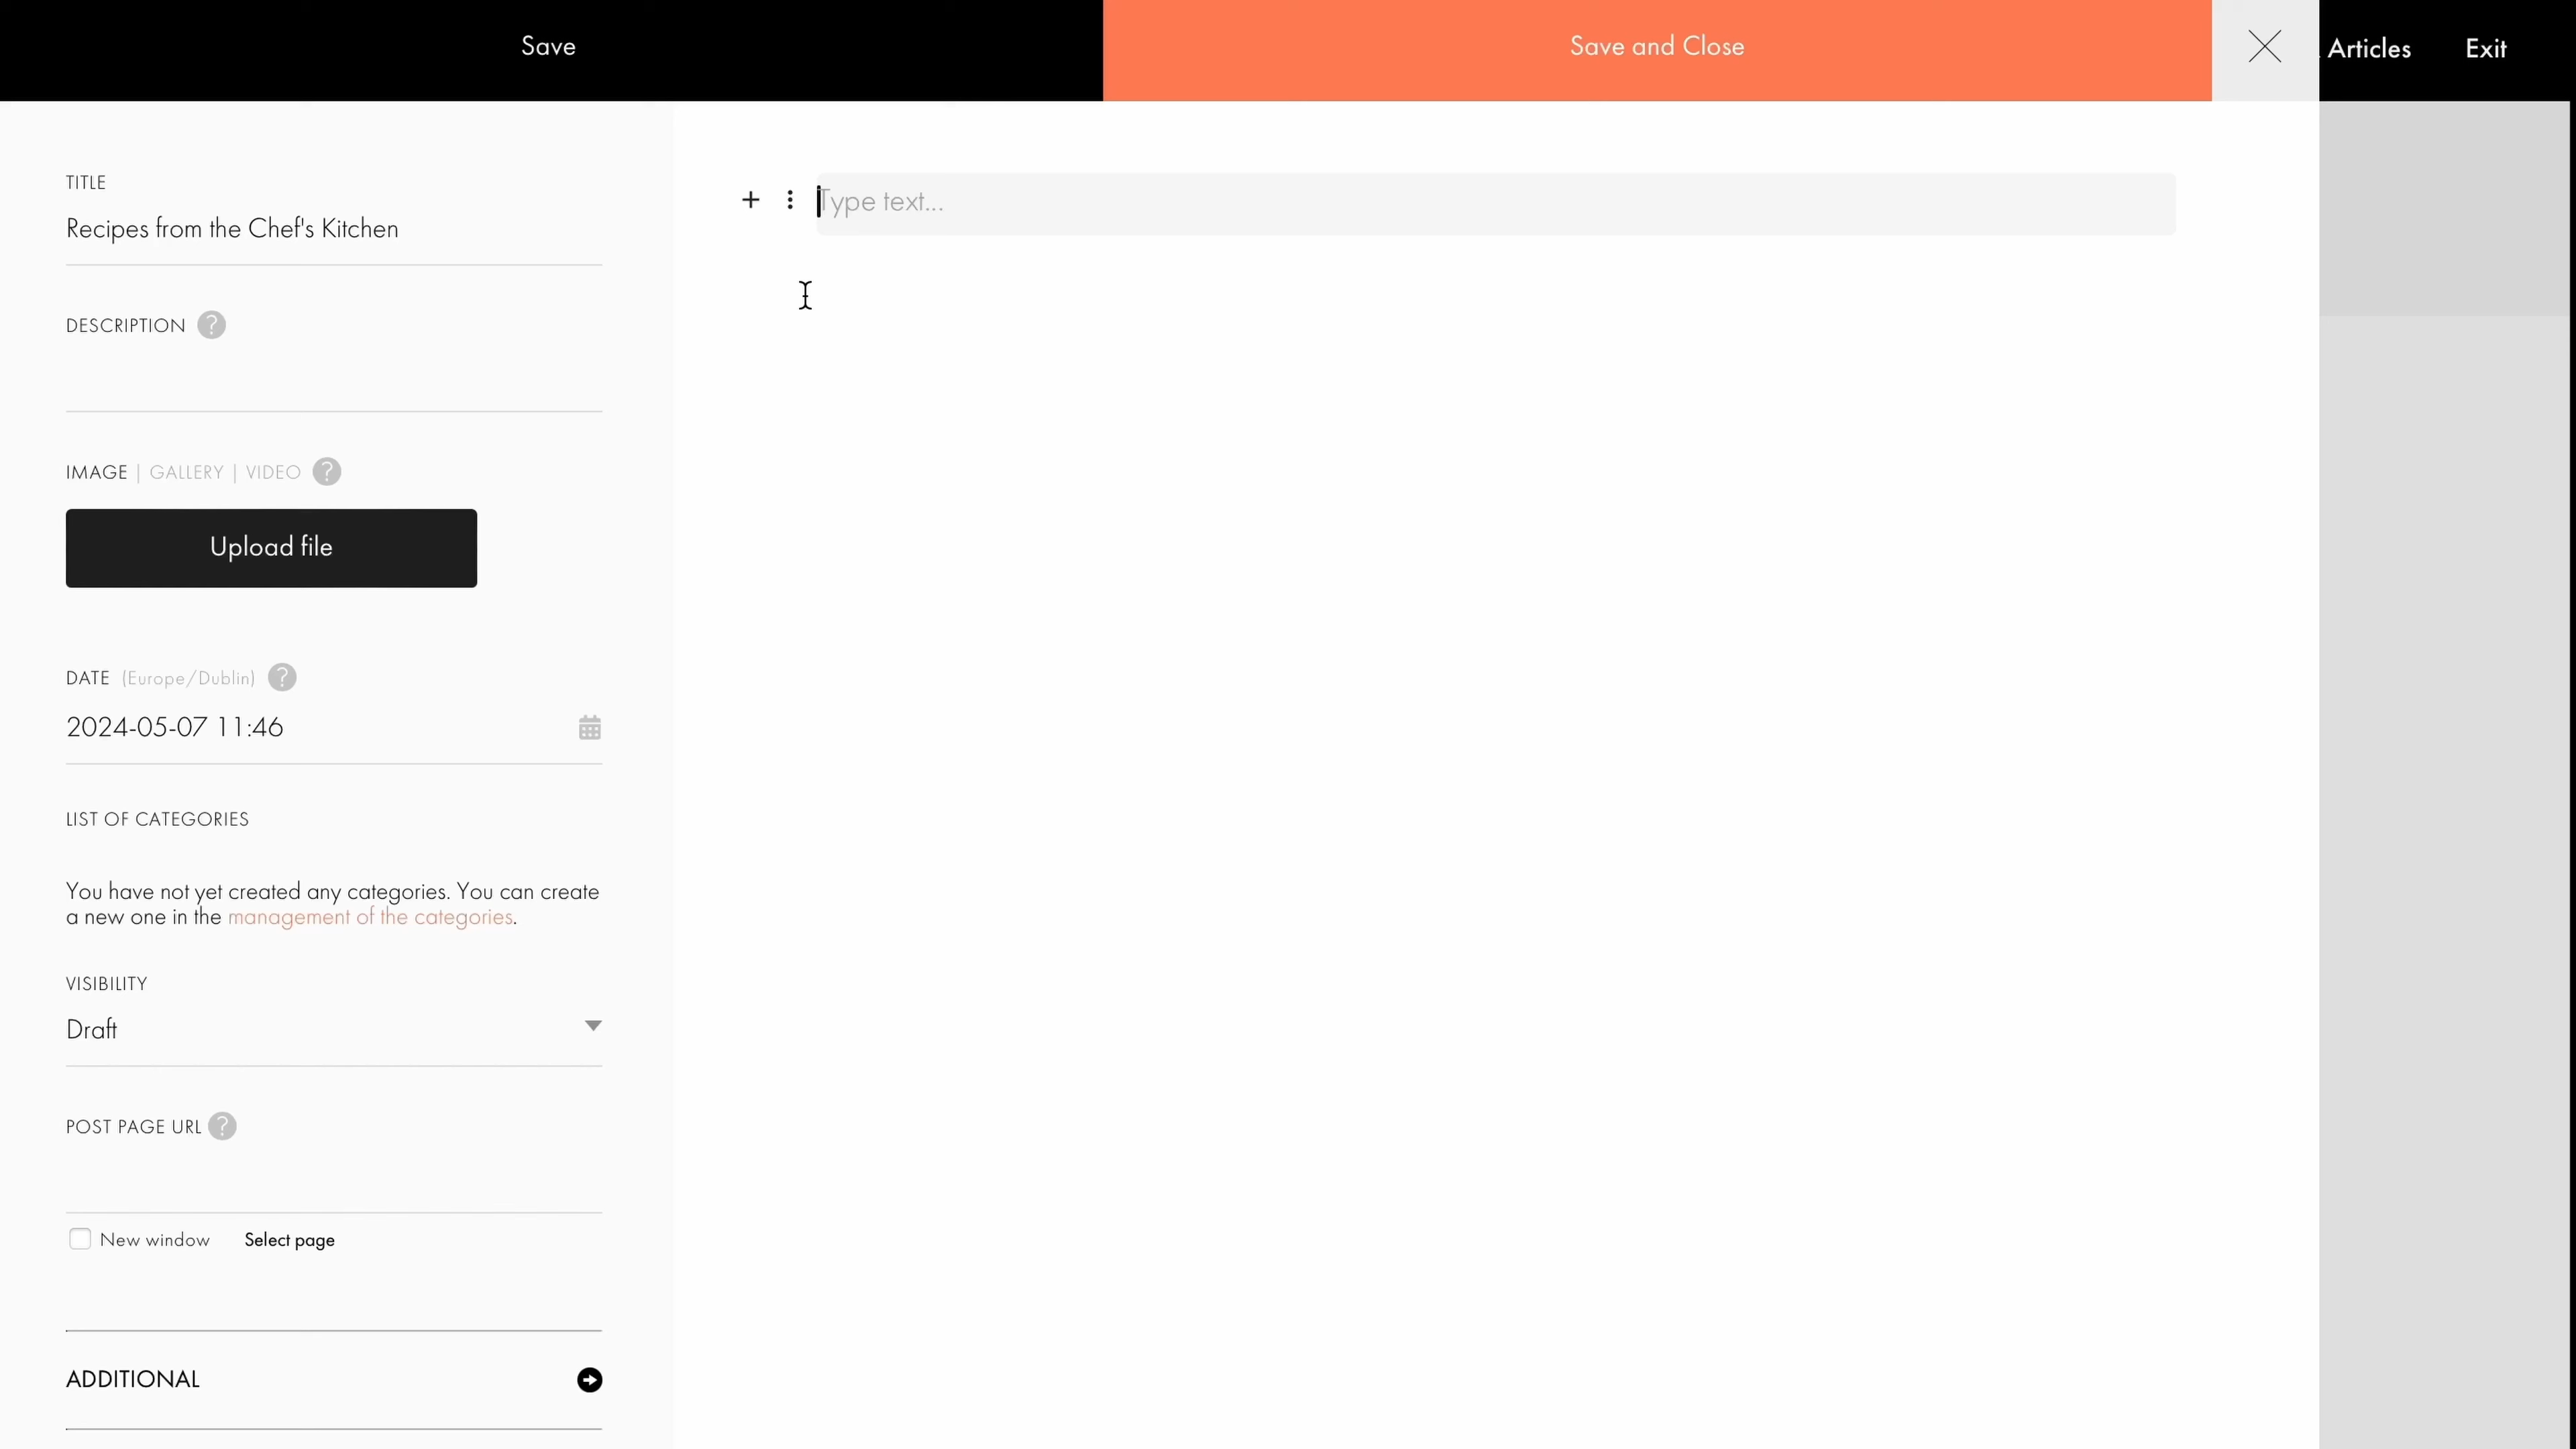 Save
Save and Close
Articles
Exit
TITLE
Recipes from the Chef's Kitchen
DESCRIPTION ?
IMAGE | GALLERY | VIDEO ?
Upload file
DATE (Europe/Dublin) ?
2024-05-07 11:46
LIST OF CATEGORIES
You have not yet created any categories. You can create
a new one in the management of the categories.
VISIBILITY
Draft
POST PAGE URL ?
New window
Select page
ADDITIONAL
Type text...